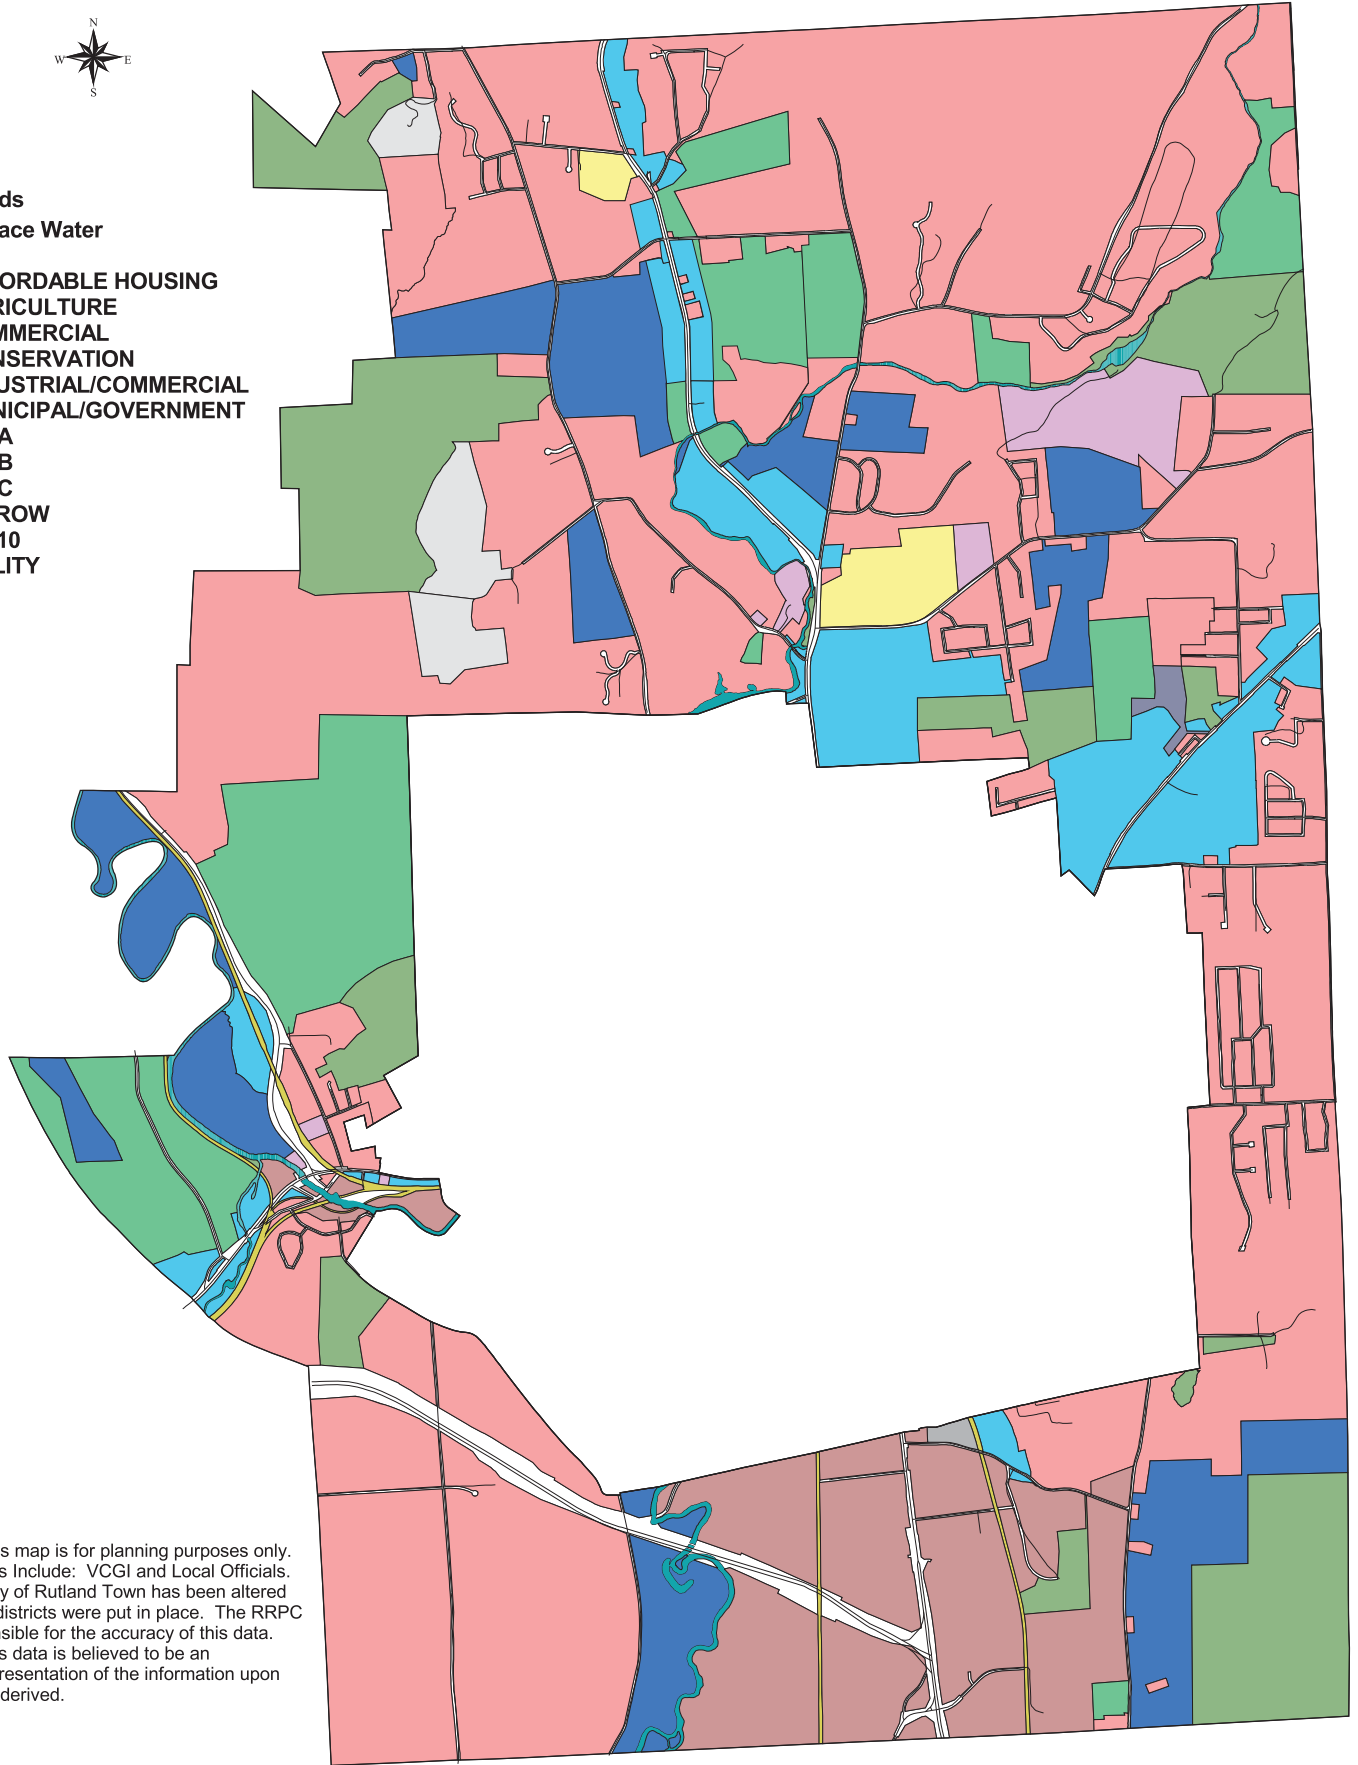 N
W E
S
ds
ace Water
ORDABLE HOUSING
RICULTURE
MMERCIAL
NSERVATION
USTRIAL/COMMERCIAL
NICIPAL/GOVERNMENT
A
B
C
ROW
10
LITY
s map is for planning purposes only.
s Include: VCGI and Local Officials.
y of Rutland Town has been altered
districts were put in place. The RRPC
nsible for the accuracy of this data.
s data is believed to be an
resentation of the information upon
derived.